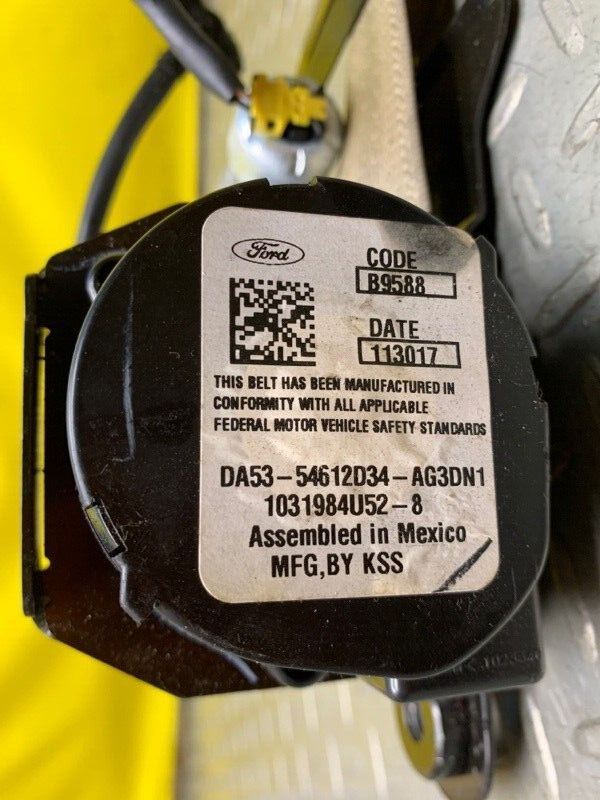 Ford
CODE
B9588
DATE
113017
THIS BELT HAS BEEN MANUFACTURED IN
CONFORMITY WITH ALL APPLICABLE
FEDERAL MOTOR VEHICLE SAFETY STANDARDS
DA53-54612D34-AG3DN1
1031984U52-8
Assembled in Mexico
MFG,BY KSS